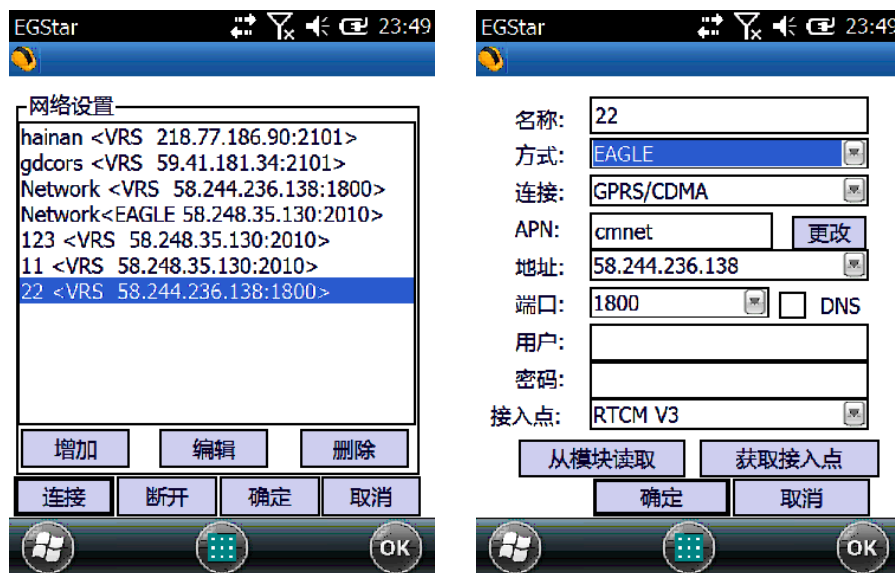 EGStar 23:49
网络设置
hainan <VRS 218.77.186.90:2101>
gdcors <VRS 59.41.181.34:2101>
Network <VRS 58.244.236.138:1800>
Network<EAGLE 58.248.35.130:2010>
123 <VRS 58.248.35.130:2010>
11 <VRS 58.248.35.130:2010>
22 <VRS 58.244.236.138:1800>
增加 编辑 删除
连接 断开 确定 取消
OK
EGStar 23:49
名称: 22
方式: EAGLE
连接: GPRS/CDMA
APN: cmnet 更改
地址: 58.244.236.138
端口: 1800 DNS
用户:
密码:
接入点: RTCM V3
从模块读取 获取接入点
确定 取消
OK